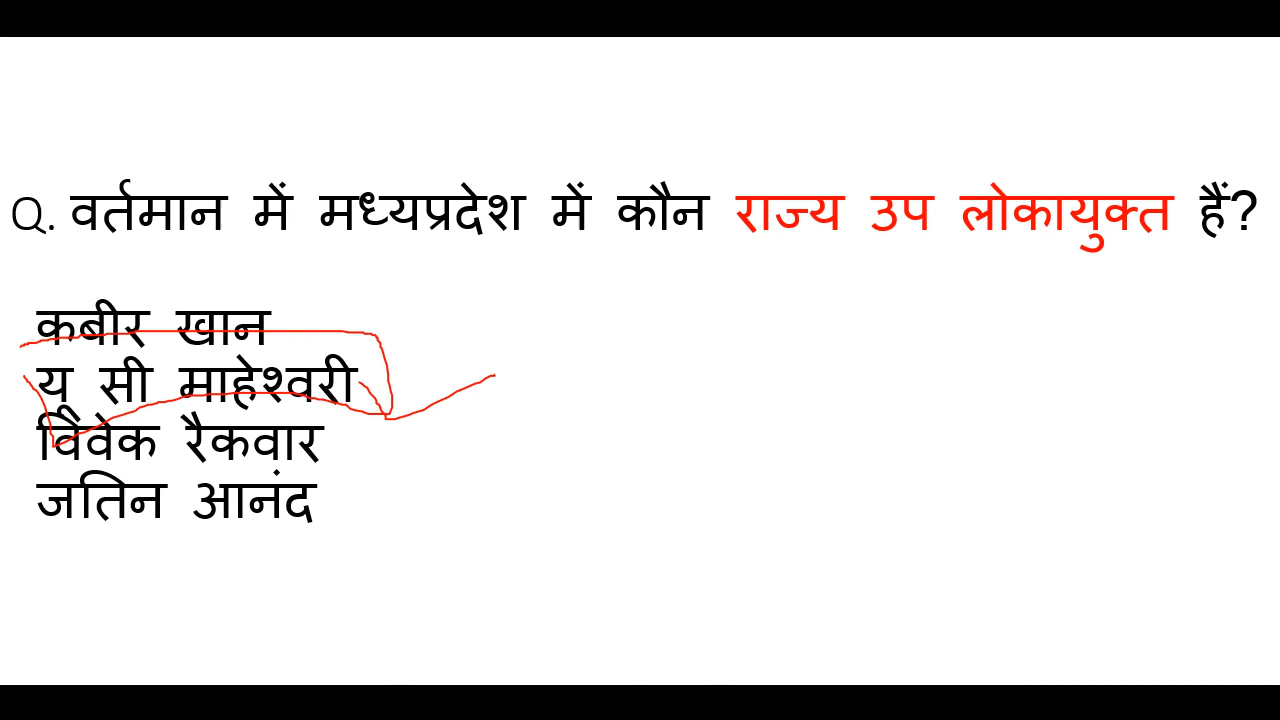 Q. वर्तमान में मध्यप्रदेश में कौन राज्य उप लोकायुक्त हैं?
कबीर खान
यू सी माहेश्वरी
विवेक रैकवार
जतिन आनंद